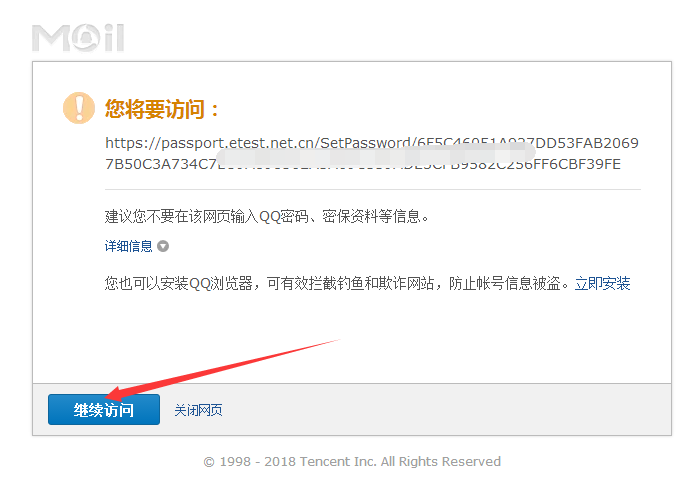 Mail
您将要访问：
https://passport.etest.net.cn/SetPassword/6F5C46051A927DD53FAB2069
7B50C3A734C7
9582C256FF6CBF39FE
建议您不要在该网页输入QQ密码、密保资料等信息。
详细信息
您也可以安装QQ浏览器，可有效拦截钓鱼和欺诈网站，防止帐号信息被盗。立即安装
继续访问 关闭网页
© 1998 - 2018 Tencent Inc. All Rights Reserved